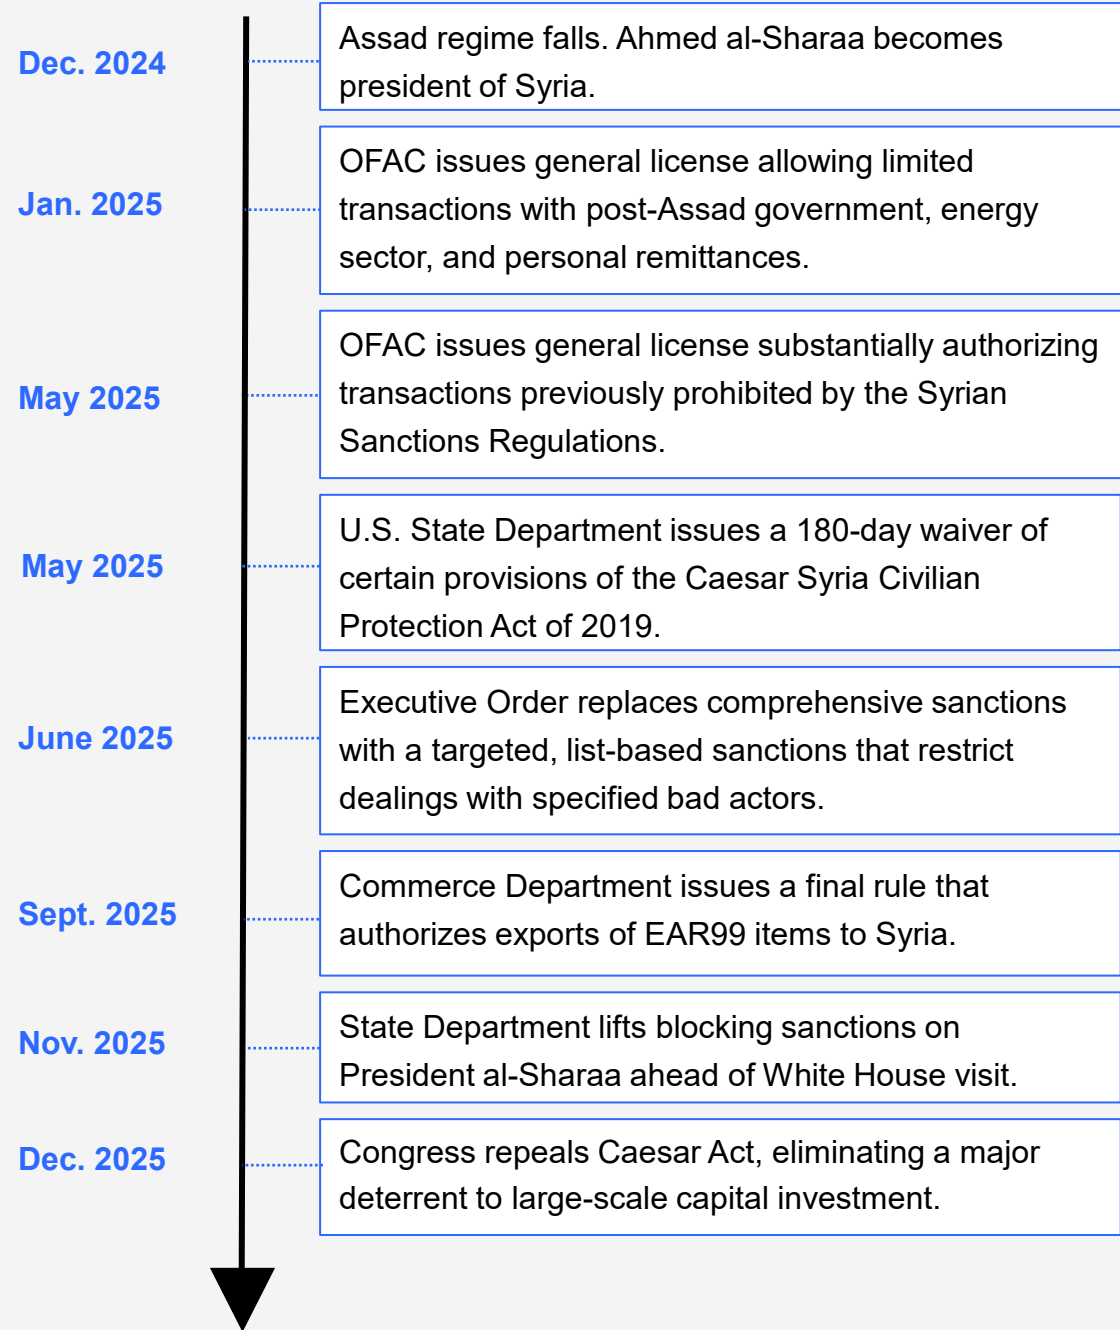 Dec. 2024
Assad regime falls. Ahmed al-Sharaa becomes
president of Syria.
Jan. 2025
OFAC issues general license allowing limited
transactions with post-Assad government, energy
sector, and personal remittances.
May 2025
OFAC issues general license substantially authorizing
transactions previously prohibited by the Syrian
Sanctions Regulations.
May 2025
U.S. State Department issues a 180-day waiver of
certain provisions of the Caesar Syria Civilian
Protection Act of 2019.
June 2025
Executive Order replaces comprehensive sanctions
with a targeted, list-based sanctions that restrict
dealings with specified bad actors.
Sept. 2025
Commerce Department issues a final rule that
authorizes exports of EAR99 items to Syria.
Nov. 2025
State Department lifts blocking sanctions on
President al-Sharaa ahead of White House visit.
Dec. 2025
Congress repeals Caesar Act, eliminating a major
deterrent to large-scale capital investment.